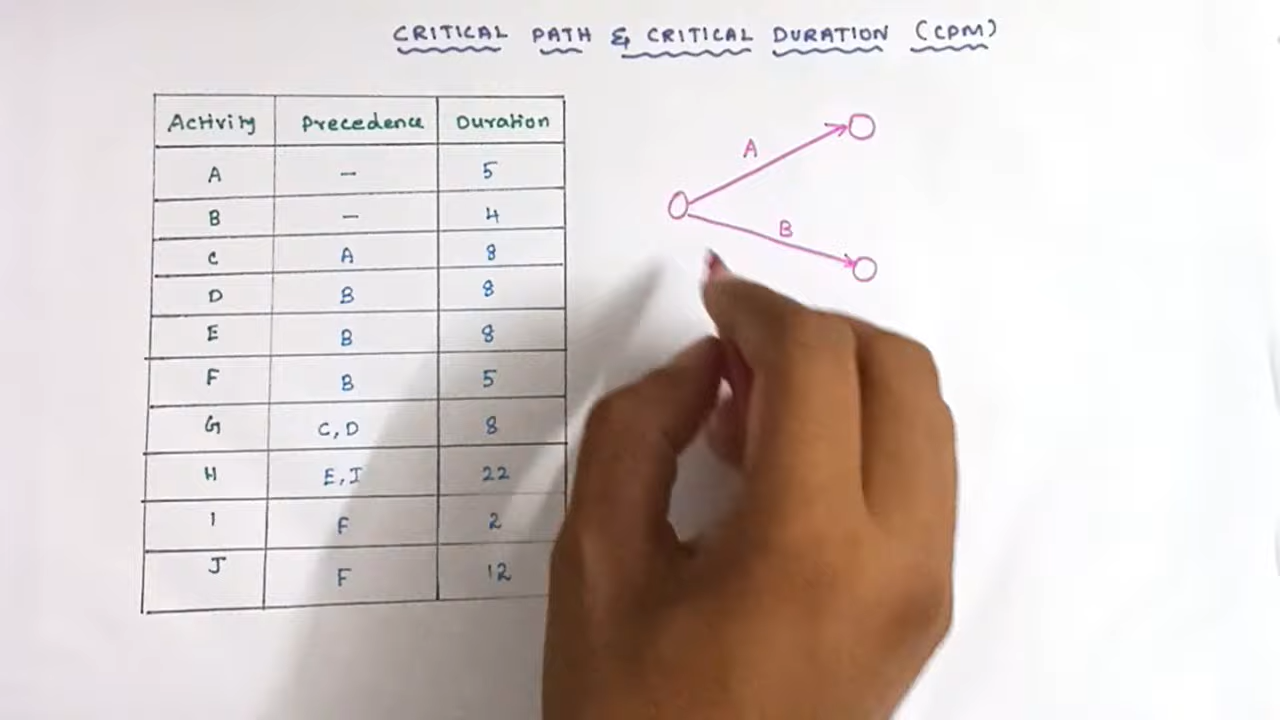 CRITICAL PATH & CRITICAL DURATION (CPM)
Activity Precedence Duration
A - 5
B - 4
C A 8
D B 8
E B 8
F B 5
G C, D 8
H E, I 22
I F 2
J F 12
A
B